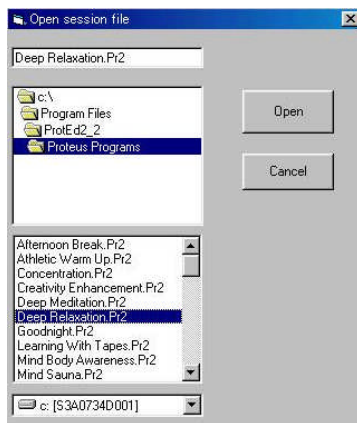 Open session file
Deep Relaxation.Pr2
c:\
Program Files
ProtEd2_2
Proteus Programs
Open
Cancel
Afternoon Break.Pr2
Athletic Warm Up.Pr2
Concentration.Pr2
Creativity Enhancement.Pr2
Deep Meditation.Pr2
Deep Relaxation.Pr2
Goodnight.Pr2
Learning With Tapes.Pr2
Mind Body Awareness.Pr2
Mind Sauna.Pr2
c: [S3A0734D001]